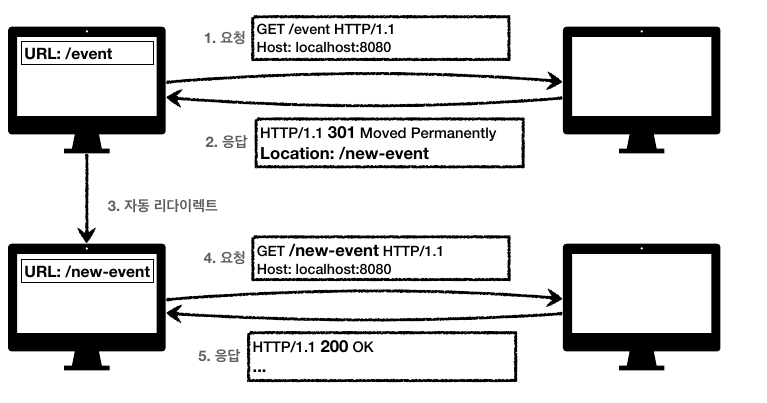 URL: /event
1. 요청
GET /event HTTP/1.1
Host: localhost:8080
2. 응답
HTTP/1.1 301 Moved Permanently
Location: /new-event
3. 자동 리다이렉트
URL: /new-event
4. 요청
GET /new-event HTTP/1.1
Host: localhost:8080
5. 응답
HTTP/1.1 200 OK
...